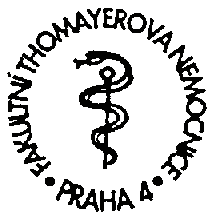 FAKULTNÍ THOMAYEROVA NEMOCNICE
• PRAHA 4 •